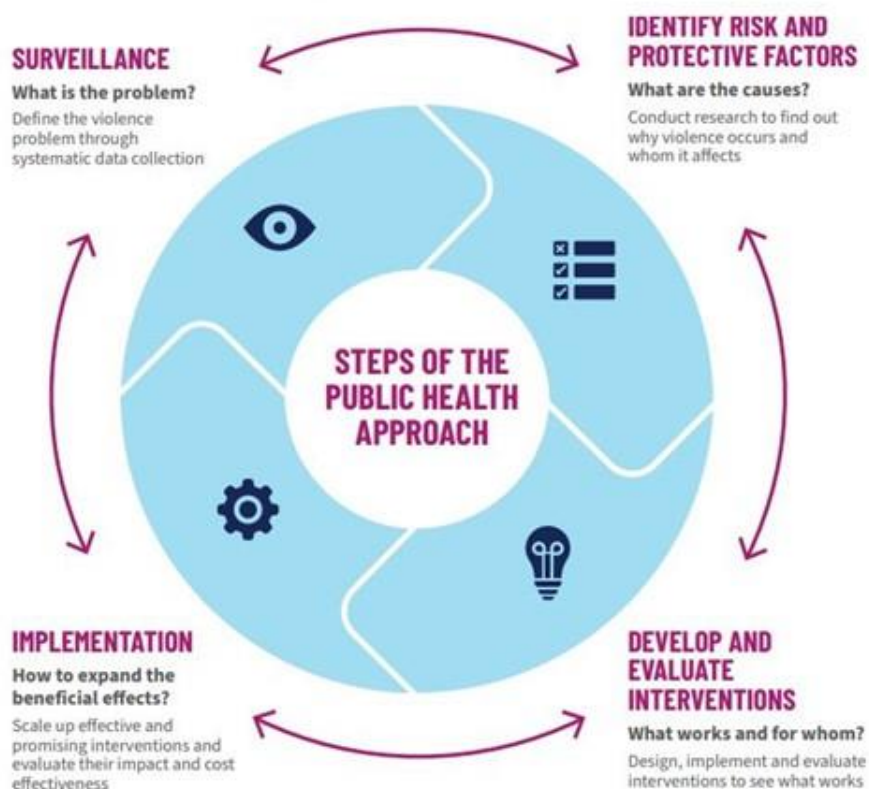 SURVEILLANCE
What is the problem?
Define the violence
problem through
systematic data collection
IDENTIFY RISK AND
PROTECTIVE FACTORS
What are the causes?
Conduct research to find out
why violence occurs and
whom it affects
STEPS OF THE
PUBLIC HEALTH
APPROACH
IMPLEMENTATION
How to expand the
beneficial effects?
Scale up effective and
promising interventions and
evaluate their impact and cost
effectiveness
DEVELOP AND
EVALUATE
INTERVENTIONS
What works and for whom?
Design, implement and evaluate
interventions to see what works